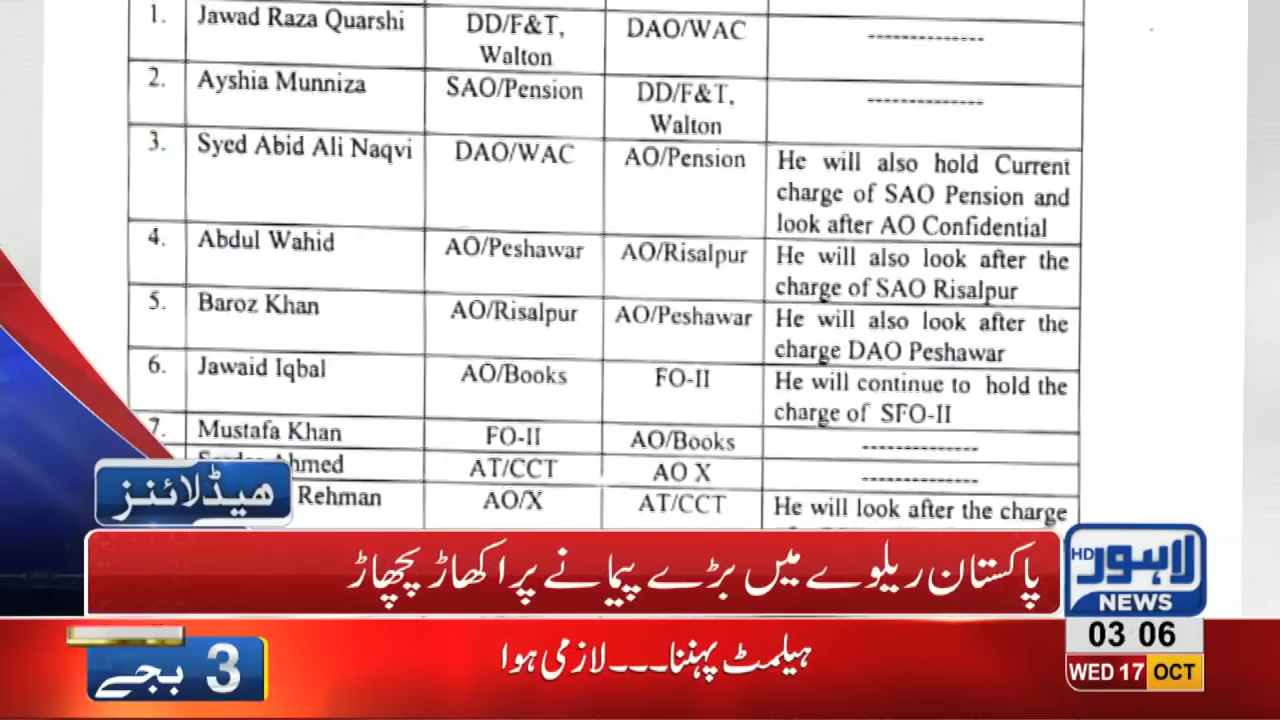 1. Jawad Raza Quarshi DD/F&T, DAO/WAC --------------
Walton
2. Ayshia Munniza SAO/Pension DD/F&T, --------------
Walton
3. Syed Abid Ali Naqvi DAO/WAC AO/Pension He will also hold Current
charge of SAO Pension and
look after AO Confidential
4. Abdul Wahid AO/Peshawar AO/Risalpur He will also look after the
charge of SAO Risalpur
5. Baroz Khan AO/Risalpur AO/Peshawar He will also look after the
charge DAO Peshawar
6. Jawaid Iqbal AO/Books FO-II He will continue to hold the
charge of SFO-II
7. Mustafa Khan FO-II AO/Books --------------
Ahmed AT/CCT AO X --------------
Rehman AO/X AT/CCT He will look after the charge
ہیڈلائنز
پاکستان ریلوے میں بڑے پیمانے پر اکھاڑ پچھاڑ
HD لاہور
NEWS
03 06
WED 17 OCT
ہیلمٹ پہننا۔۔۔ لازمی ہوا
3 بجے